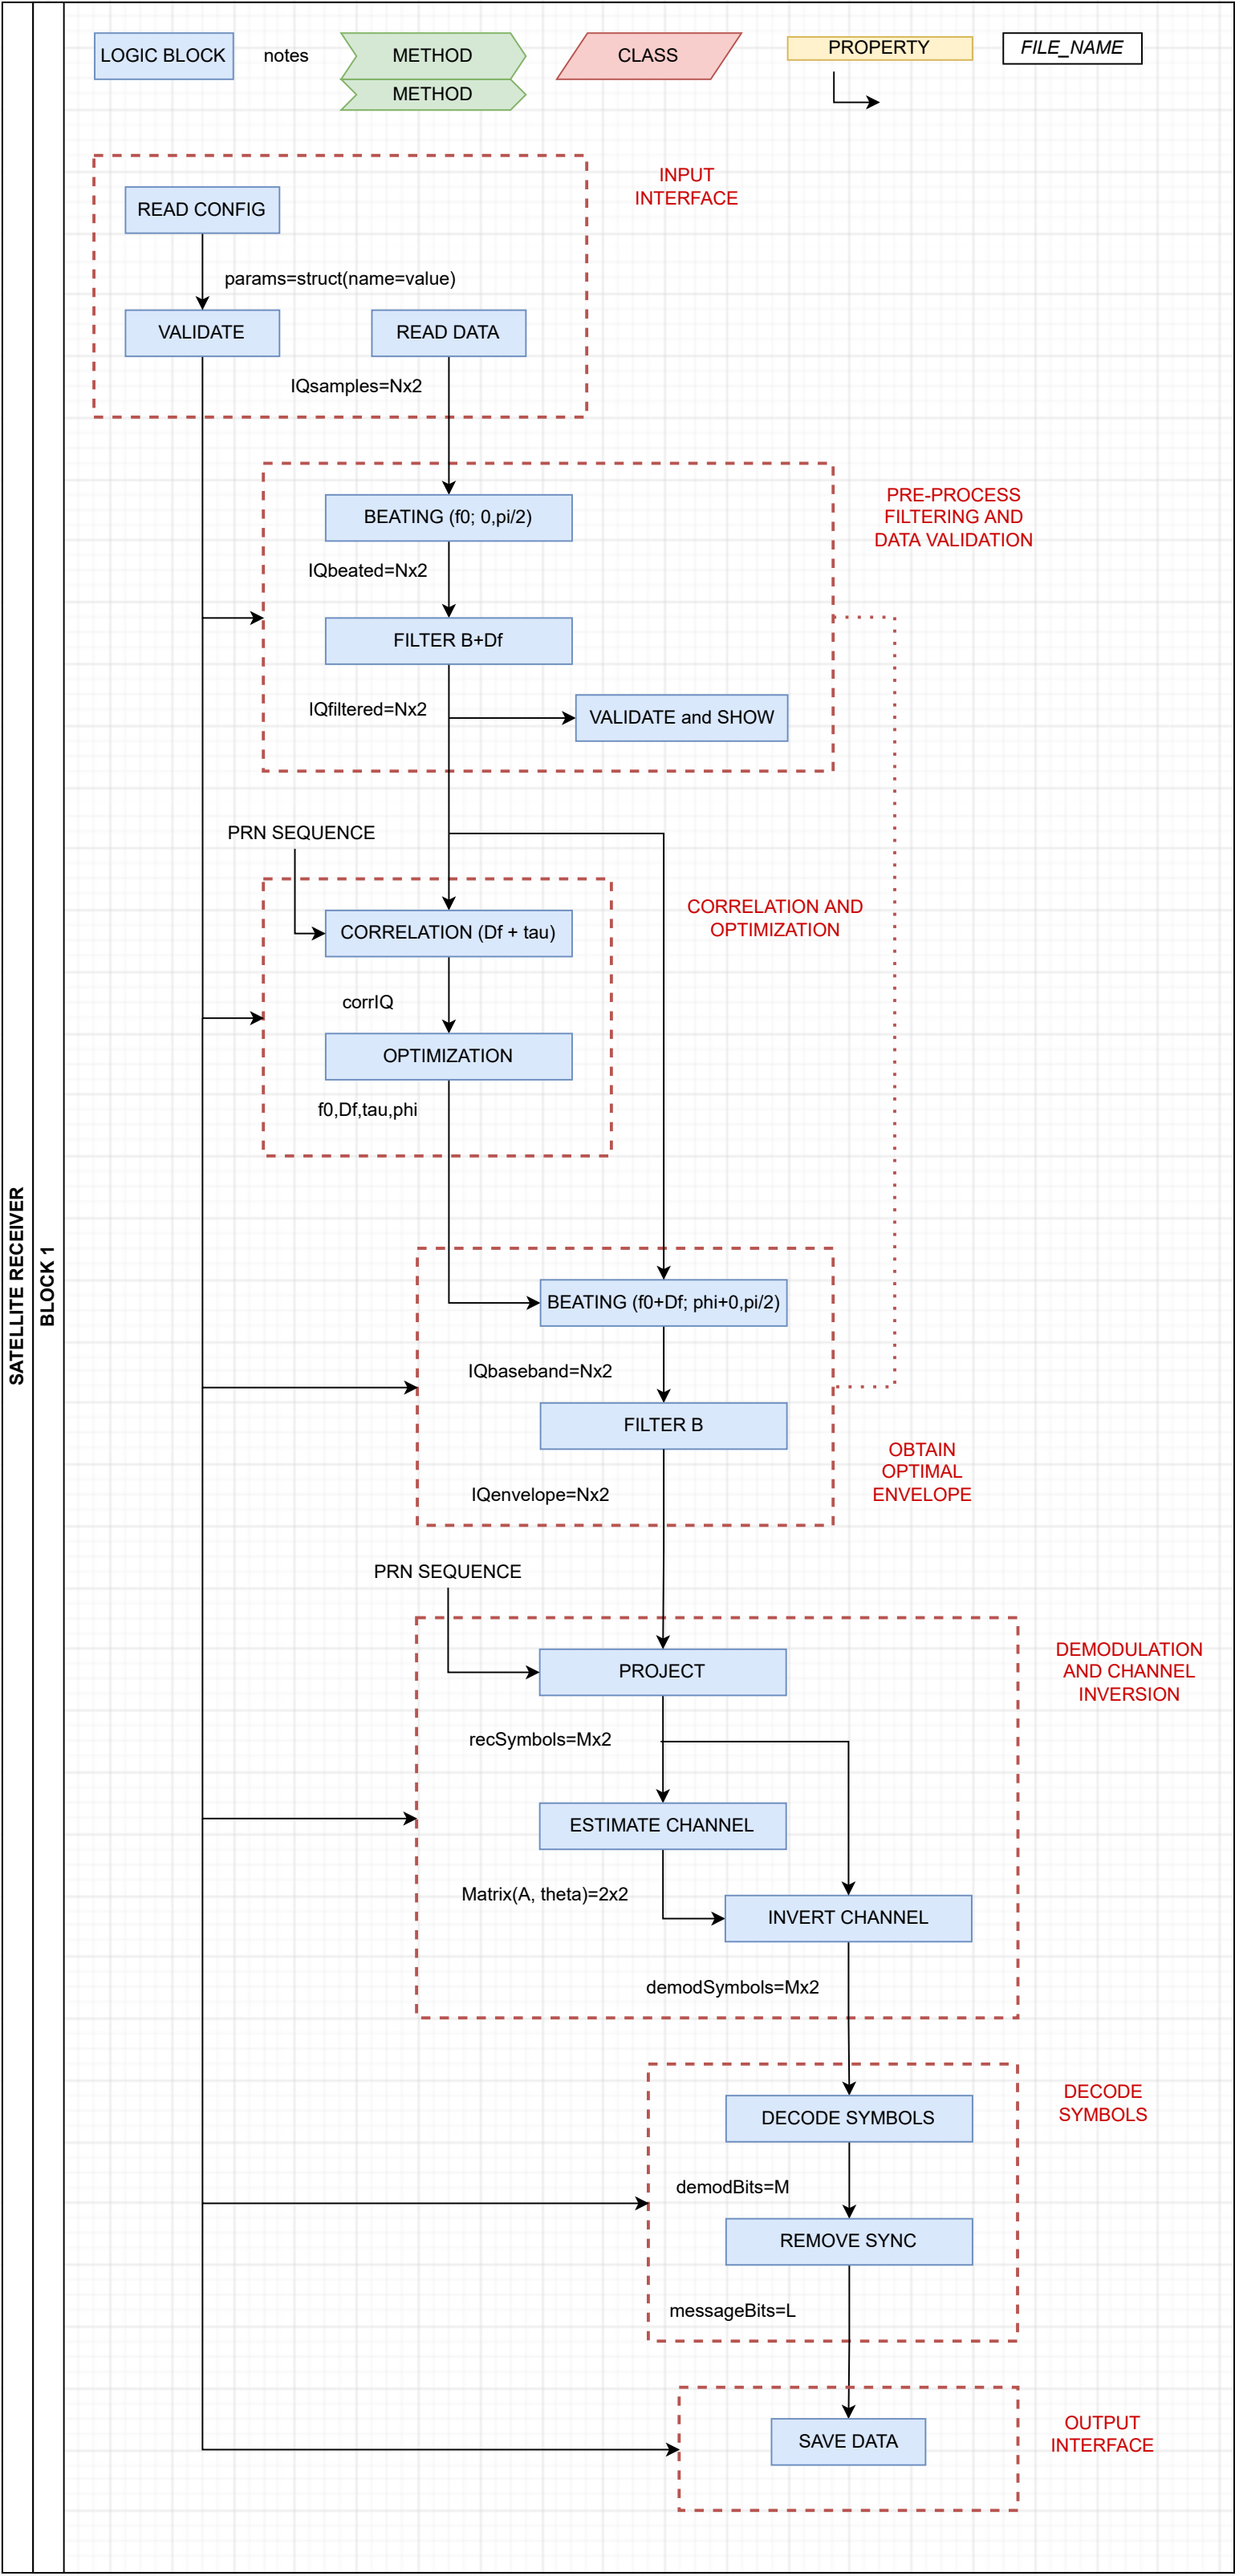 LOGIC BLOCK
notes
METHOD
METHOD
CLASS
PROPERTY
FILE_NAME
SATELLITE RECEIVER
BLOCK 1
INPUT
INTERFACE
READ CONFIG
params=struct(name=value)
VALIDATE
READ DATA
IQsamples=Nx2
PRE-PROCESS
FILTERING AND
DATA VALIDATION
BEATING (f0; 0,pi/2)
IQbeated=Nx2
FILTER B+Df
IQfiltered=Nx2
VALIDATE and SHOW
PRN SEQUENCE
CORRELATION AND
OPTIMIZATION
CORRELATION (Df + tau)
corrIQ
OPTIMIZATION
f0,Df,tau,phi
BEATING (f0+Df; phi+0,pi/2)
IQbaseband=Nx2
FILTER B
OBTAIN
OPTIMAL
ENVELOPE
IQenvelope=Nx2
PRN SEQUENCE
DEMODULATION
AND CHANNEL
INVERSION
PROJECT
recSymbols=Mx2
ESTIMATE CHANNEL
Matrix(A, theta)=2x2
INVERT CHANNEL
demodSymbols=Mx2
DECODE
SYMBOLS
DECODE SYMBOLS
demodBits=M
REMOVE SYNC
messageBits=L
OUTPUT
INTERFACE
SAVE DATA